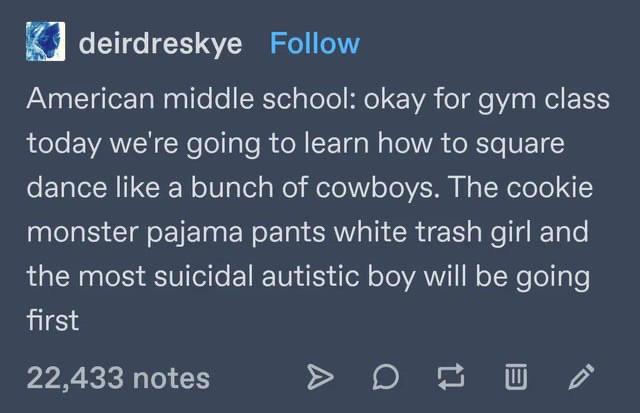 deirdreskye Follow
American middle school: okay for gym class
today we're going to learn how to square
dance like a bunch of cowboys. The cookie
monster pajama pants white trash girl and
the most suicidal autistic boy will be going
first
22,433 notes